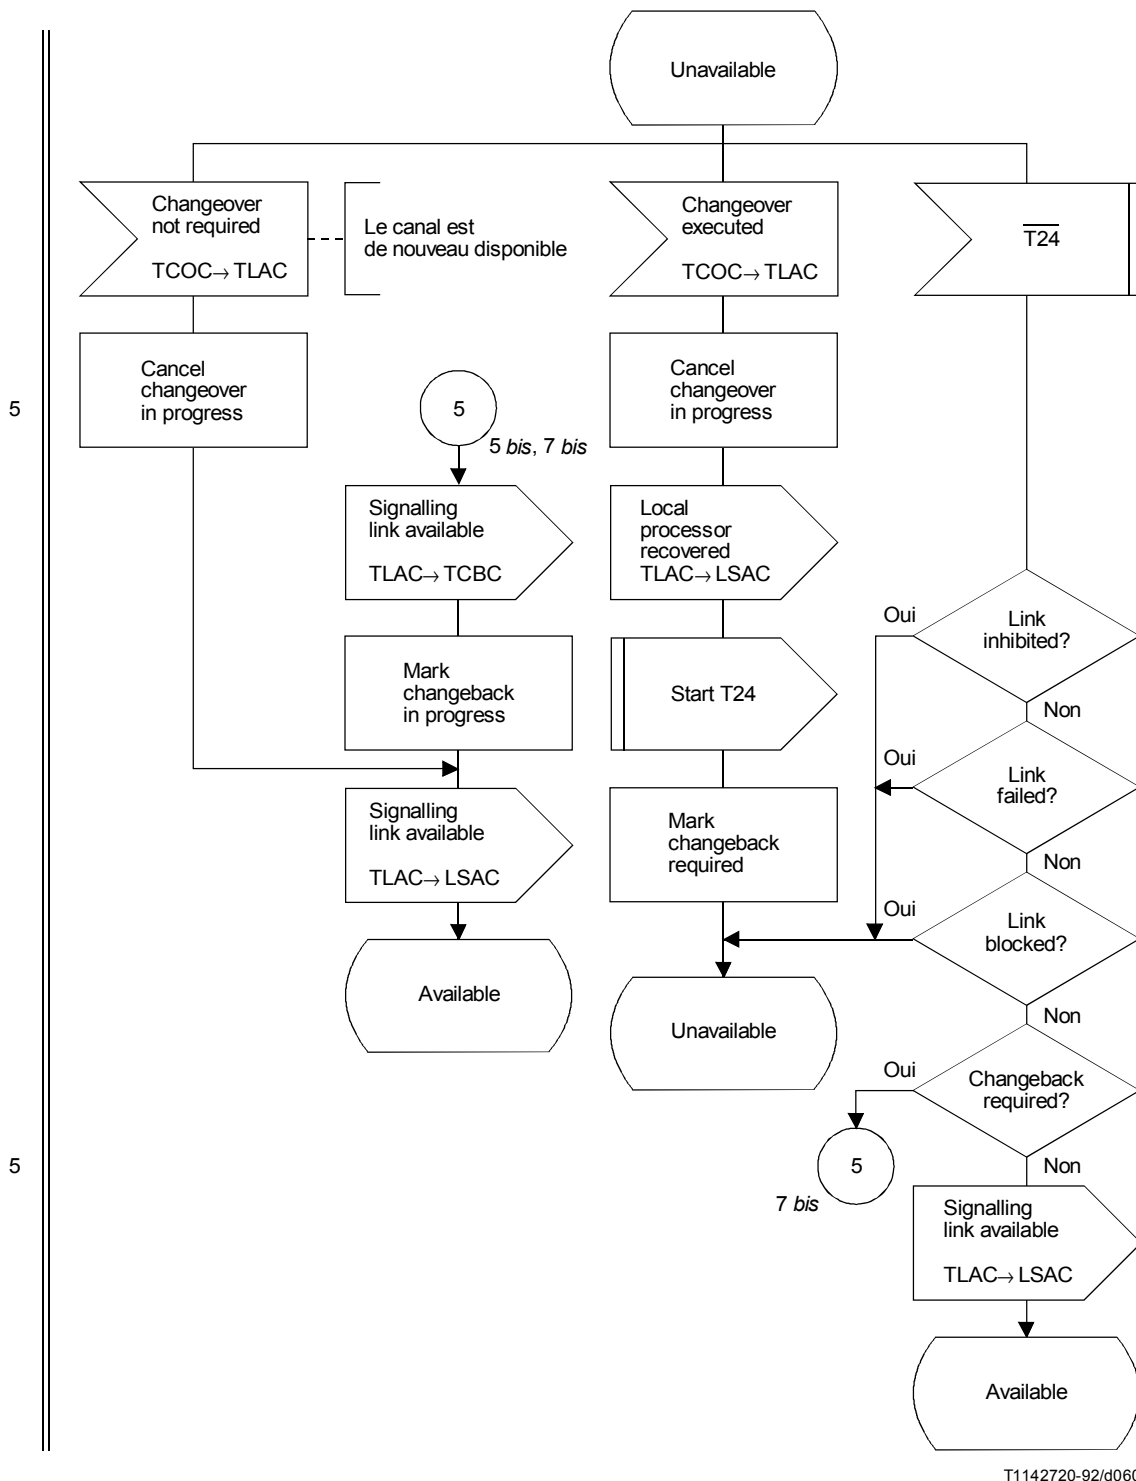 Unavailable
Changeover
not required
TCOC→TLAC
Le canal est
de nouveau disponible
Changeover
executed
TCOC→TLAC
T24
Cancel
changeover
in progress
5
5
5 bis, 7 bis
Cancel
changeover
in progress
Signalling
link available
TLAC→TCBC
Local
processor
recovered
TLAC→LSAC
Oui
Link
inhibited?
Non
Mark
changeback
in progress
Start T24
Oui
Link
failed?
Non
Signalling
link available
TLAC→LSAC
Mark
changeback
required
Oui
Link
blocked?
Non
Available
Unavailable
Oui
Changeback
required?
Non
5
5
7 bis
Signalling
link available
TLAC→LSAC
Available
T1142720-92/d060